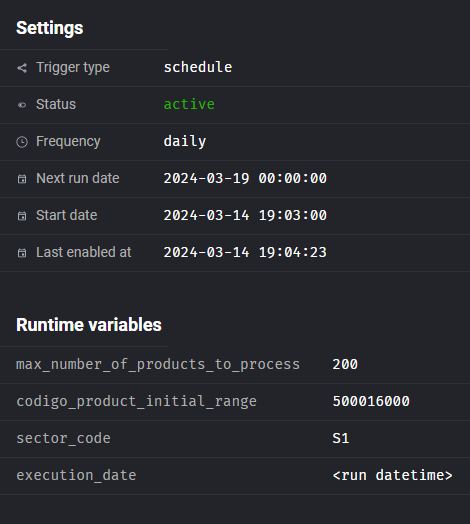 Settings
Trigger type schedule
Status active
Frequency daily
Next run date 2024-03-19 00:00:00
Start date 2024-03-14 19:03:00
Last enabled at 2024-03-14 19:04:23
Runtime variables
max_number_of_products_to_process 200
codigo_product_initial_range 500016000
sector_code S1
execution_date <run datetime>